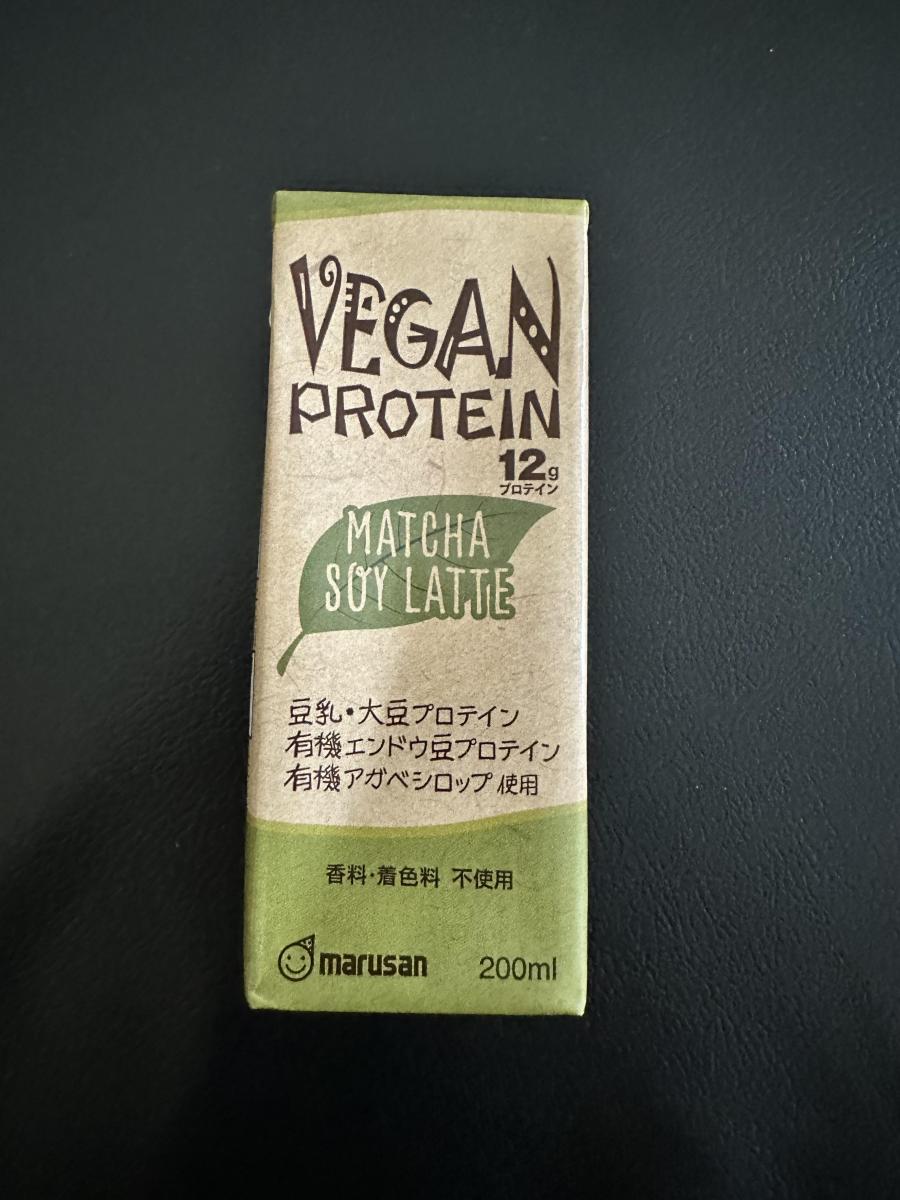 VEGAN
PROTEIN
12g
プロテイン
MATCHA
SOY LATTE
豆乳・大豆プロテイン
有機エンドウ豆プロテイン
有機アガベシロップ 使用
香料・着色料 不使用
marusan 200ml